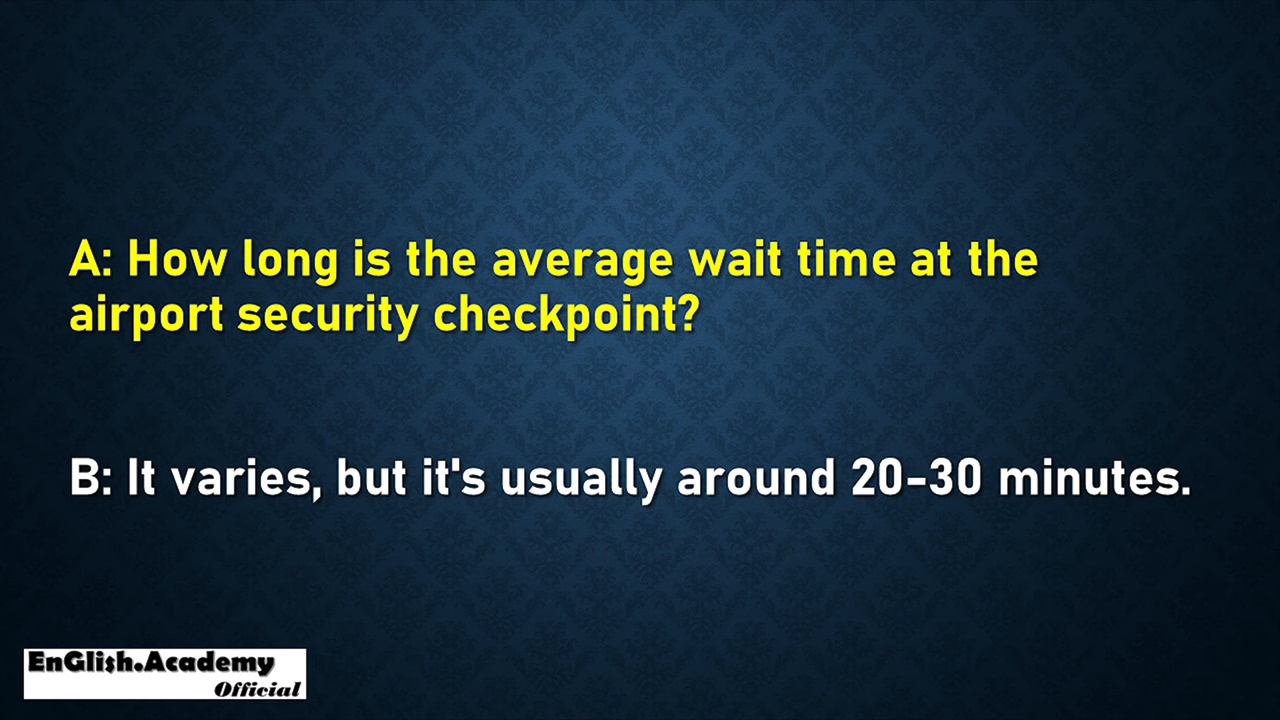 A: How long is the average wait time at the
airport security checkpoint?
B: It varies, but it's usually around 20-30 minutes.
EnGlish.Academy
Official